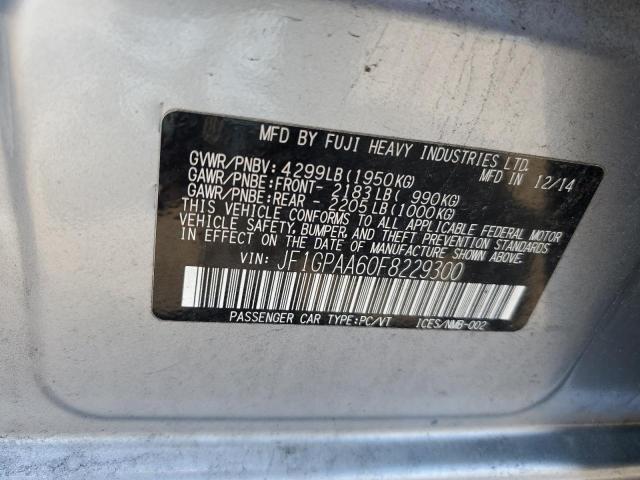 MFD BY FUJI HEAVY INDUSTRIES LTD.
GVWR/PNBV: 4299LB(1950KG) MFD IN 12/14
GAWR/PNBE:FRONT- 2183LB( 990KG)
GAWR/PNBE:REAR - 2205LB(1000KG)
THIS VEHICLE CONFORMS TO ALL APPLICABLE FEDERAL MOTOR
VEHICLE SAFETY, BUMPER, AND THEFT PREVENTION STANDARDS
IN EFFECT ON THE DATE OF MANUFACTURE SHOWN ABOVE.
VIN: JF1GPAA60F8229300
PASSENGER CAR TYPE:PC/VT ICES/NMB-002